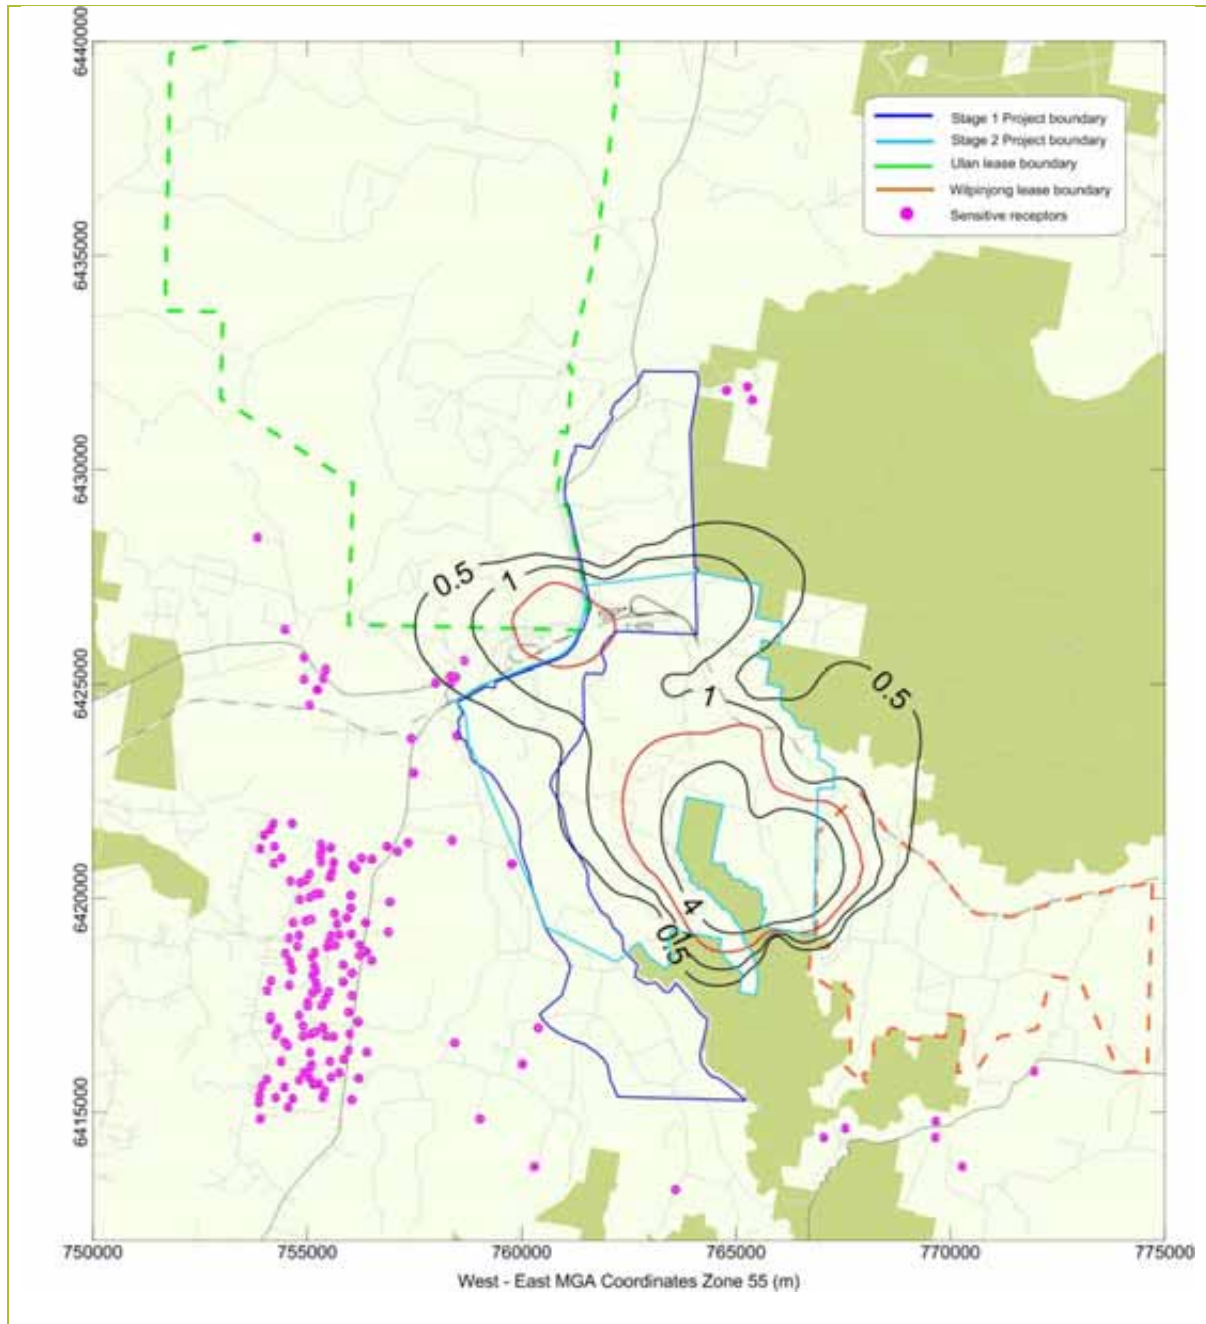 6440000
Stage 1 Project boundary
Stage 2 Project boundary
Ulan lease boundary
Wilpinjong lease boundary
Sensitive receptors
6435000
6430000
0.5
1
6425000
0.5
1
6420000
4
1
0.5
6415000
750000 755000 760000 765000 770000 775000
West - East MGA Coordinates Zone 55 (m)